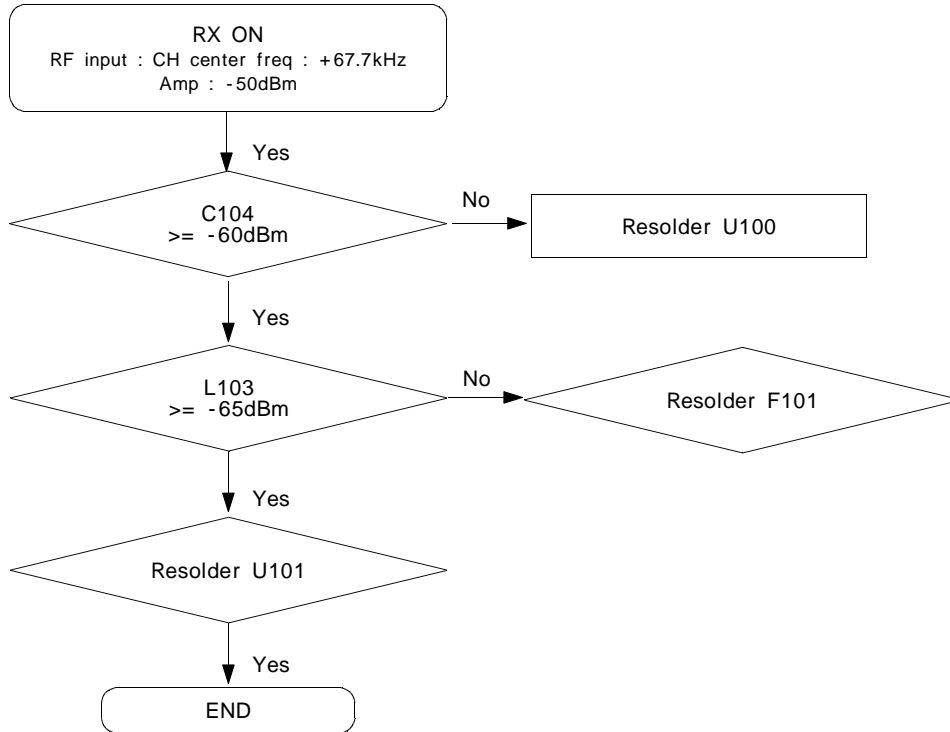 RX ON
RF input : CH center freq : +67.7kHz
Amp : -50dBm
Yes
C104
>= -60dBm
No
Resolder U100
Yes
L103
>= -65dBm
No
Resolder F101
Yes
Resolder U101
Yes
END